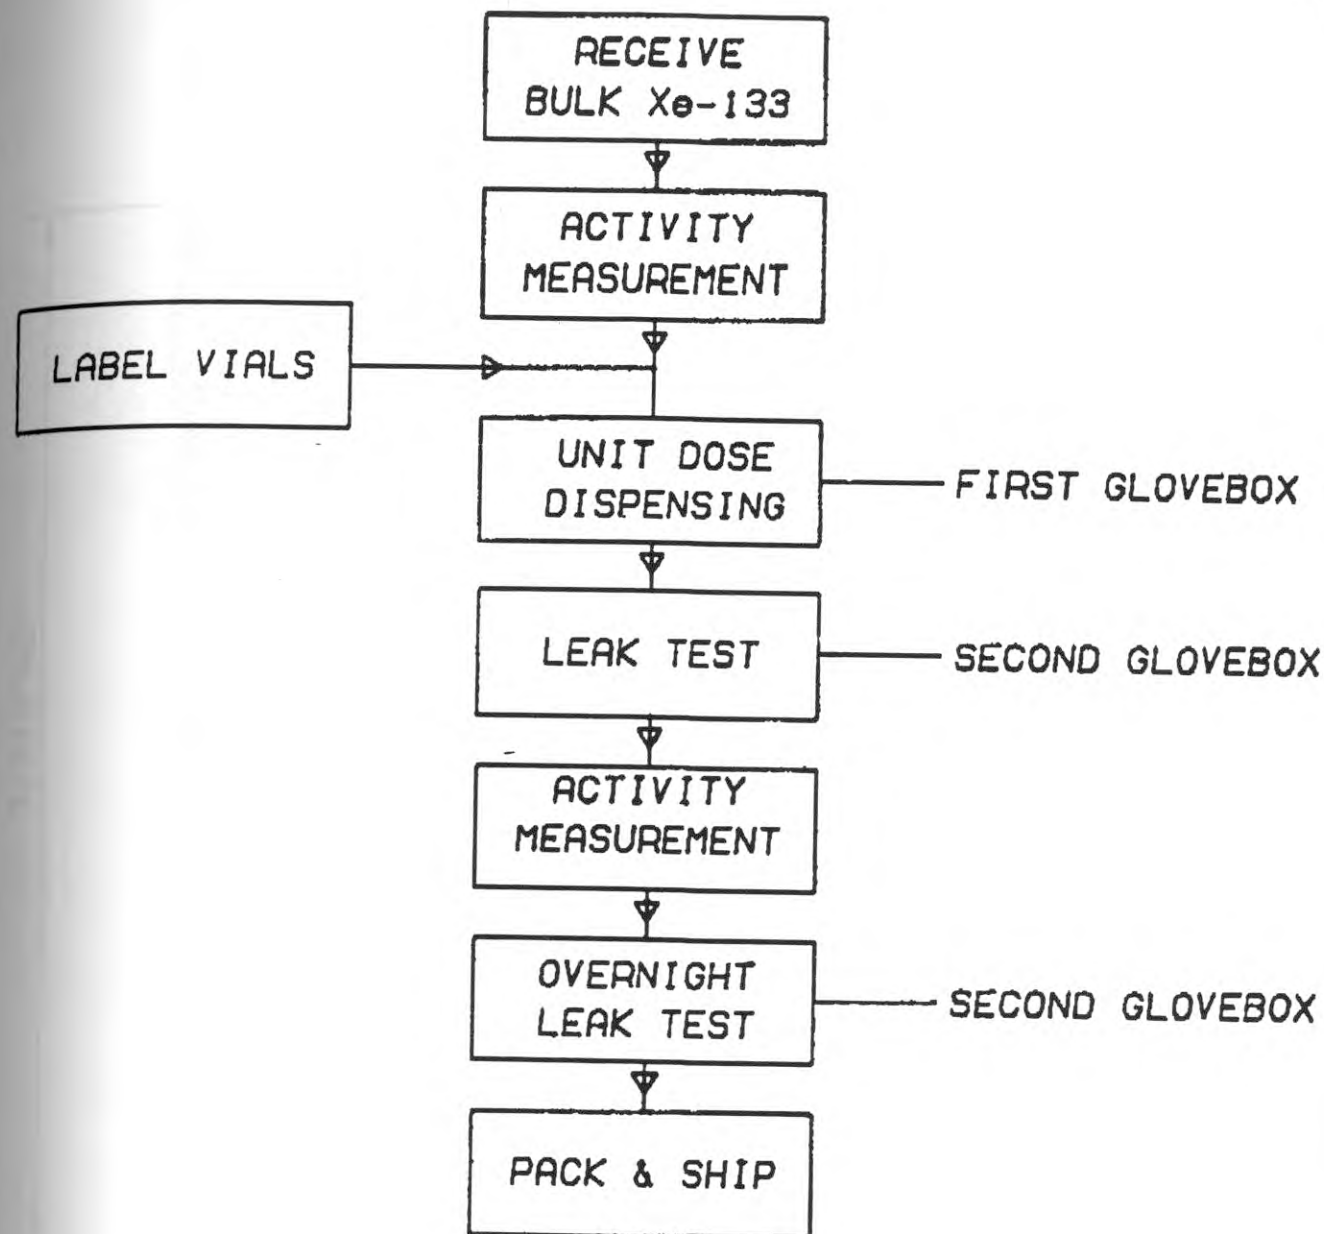 RECEIVE
BULK Xe-133
ACTIVITY
MEASUREMENT
LABEL VIALS
UNIT DOSE
DISPENSING
FIRST GLOVEBOX
LEAK TEST
SECOND GLOVEBOX
ACTIVITY
MEASUREMENT
OVERNIGHT
LEAK TEST
SECOND GLOVEBOX
PACK & SHIP